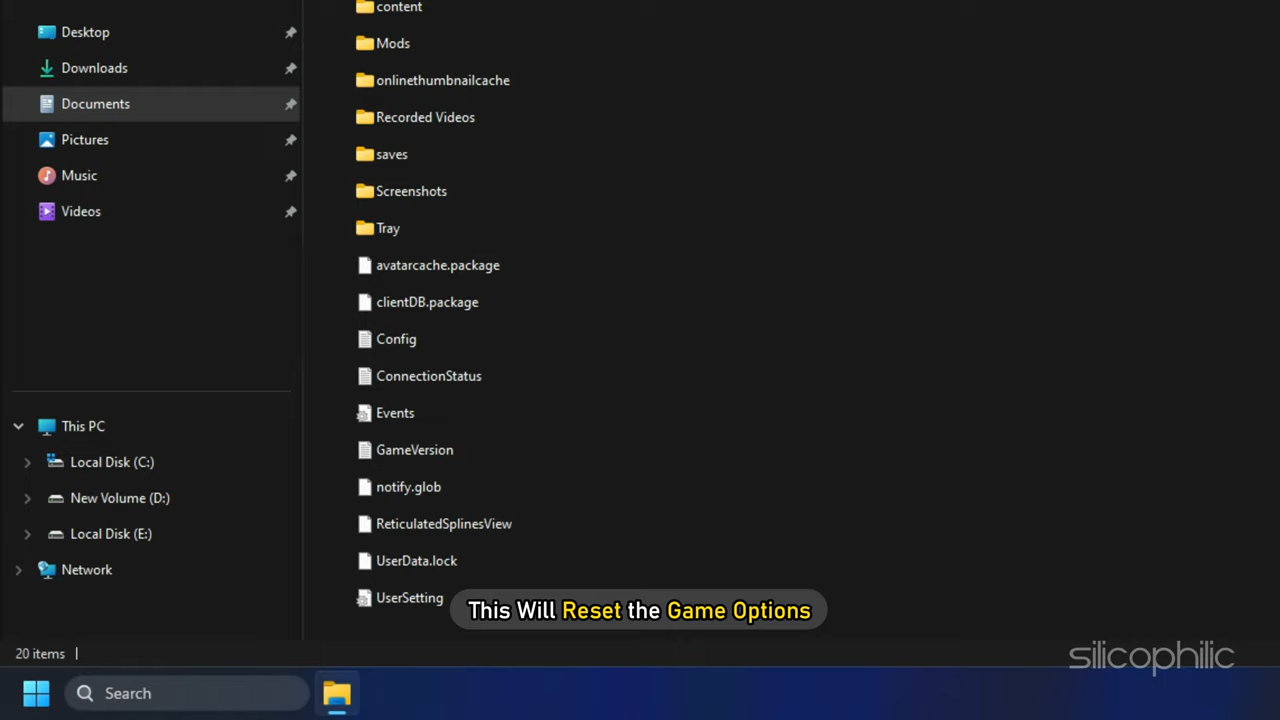 Desktop
Downloads
Documents
Pictures
Music
Videos
This PC
Local Disk (C:)
New Volume (D:)
Local Disk (E:)
Network
content
Mods
onlinethumbnailcache
Recorded Videos
saves
Screenshots
Tray
avatarcache.package
clientDB.package
Config
ConnectionStatus
Events
GameVersion
notify.glob
ReticulatedSplinesView
UserData.lock
UserSetting
This Will Reset the Game Options
20 items
silicophilic
Search